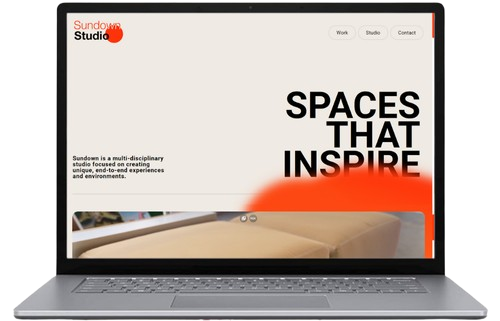 Sundown
Studio
Work
Studio
Contact
SPACES
THAT
INSPIRE
Sundown is a multi-disciplinary
studio focused on creating
unique, end-to-end experiences
and environments.